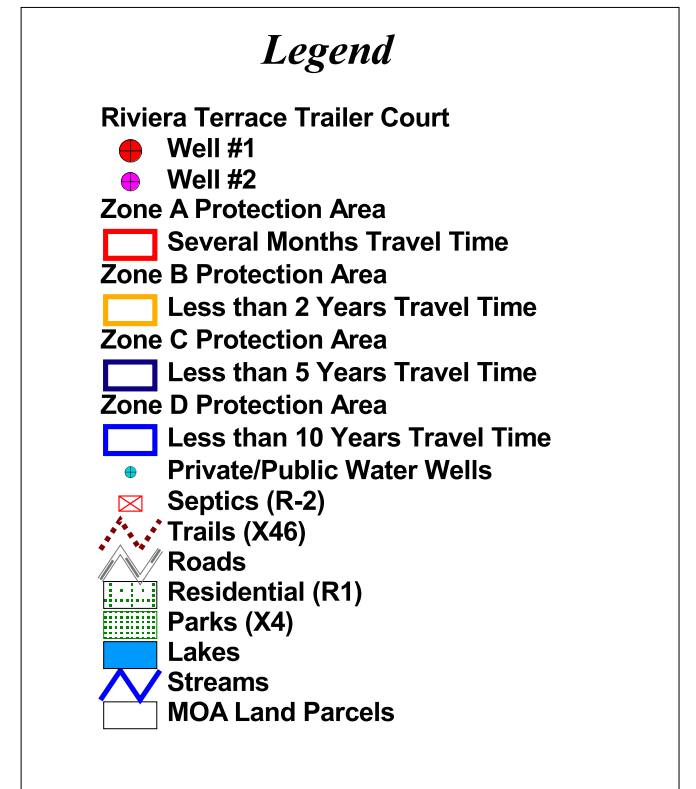 Legend
Riviera Terrace Trailer Court
Well #1
Well #2
Zone A Protection Area
Several Months Travel Time
Zone B Protection Area
Less than 2 Years Travel Time
Zone C Protection Area
Less than 5 Years Travel Time
Zone D Protection Area
Less than 10 Years Travel Time
Private/Public Water Wells
Septics (R-2)
Trails (X46)
Roads
Residential (R1)
Parks (X4)
Lakes
Streams
MOA Land Parcels